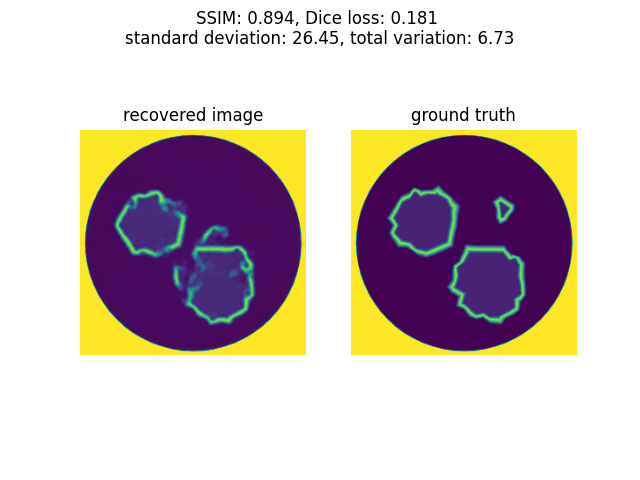 SSIM: 0.894, Dice loss: 0.181
standard deviation: 26.45, total variation: 6.73
recovered image
ground truth